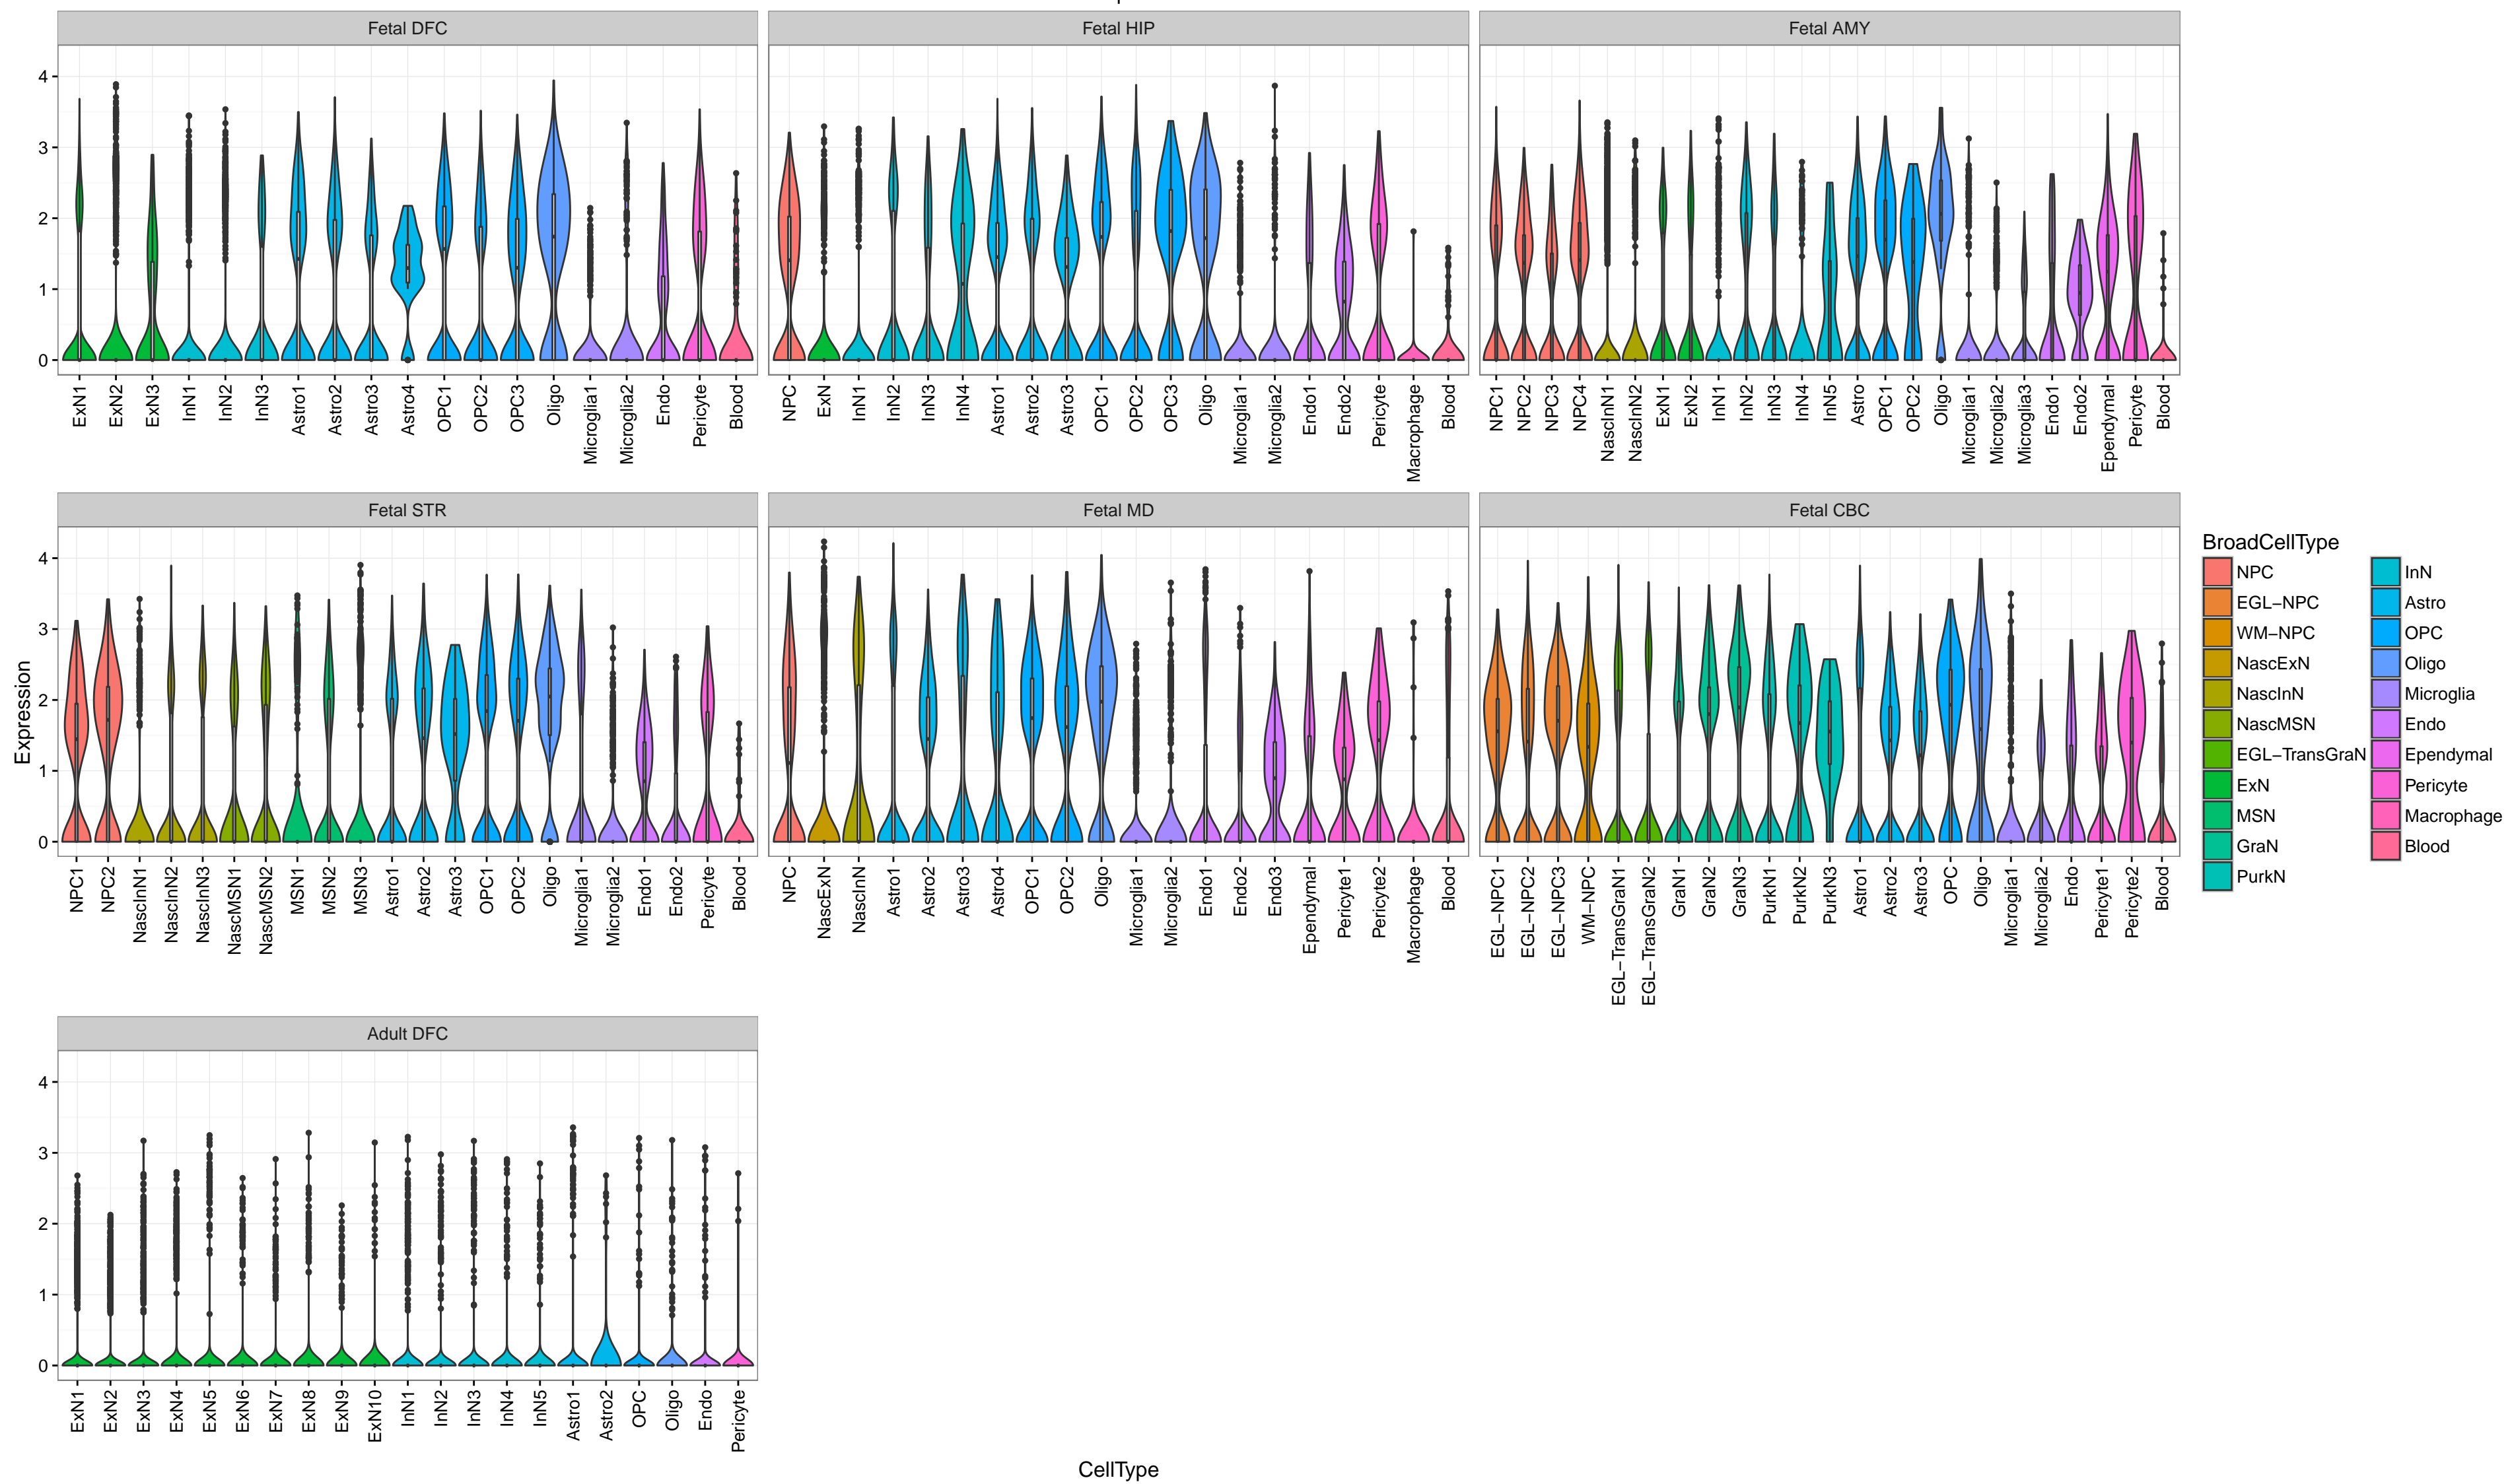 Fetal DFC Fetal HIP Fetal AMY
4
3
2
1
0
ExN1 ExN2 ExN3 InN1 InN2 InN3 Astro1 Astro2 Astro3 Astro4 OPC1 OPC2 OPC3 Oligo Microglia1 Microglia2 Endo Pericyte Blood
NPC ExN InN1 InN2 InN3 InN4 Astro1 Astro2 Astro3 OPC1 OPC2 OPC3 Oligo Microglia1 Microglia2 Endo1 Endo2 Pericyte Macrophage Blood
NPC1 NPC2 NPC3 NPC4 NascInN1 NascInN2 ExN1 ExN2 InN1 InN2 InN3 InN4 InN5 Astro OPC1 OPC2 Oligo Microglia1 Microglia2 Microglia3 Endo1 Endo2 Ependymal Pericyte Blood
Fetal STR Fetal MD Fetal CBC
4
3
2
1
0
NPC1 NPC2 NascInN1 NascInN2 NascInN3 NascMSN1 NascMSN2 MSN1 MSN2 MSN3 Astro1 Astro2 Astro3 OPC1 OPC2 Oligo Microglia1 Microglia2 Endo1 Endo2 Pericyte Blood
NPC NascExN NascInN Astro1 Astro2 Astro3 Astro4 OPC1 OPC2 Oligo Microglia1 Microglia2 Endo1 Endo2 Endo3 Ependymal Pericyte1 Pericyte2 Macrophage Blood
EGL−NPC1 EGL−NPC2 EGL−NPC3 WM−NPC EGL−TransGraN1 EGL−TransGraN2 GraN1 GraN2 GraN3 PurkN1 PurkN2 PurkN3 Astro1 Astro2 Astro3 OPC Oligo Microglia1 Microglia2 Endo Pericyte1 Pericyte2 Blood
Adult DFC
4
3
2
1
0
ExN1 ExN2 ExN3 ExN4 ExN5 ExN6 ExN7 ExN8 ExN9 ExN10 InN1 InN2 InN3 InN4 InN5 Astro1 Astro2 OPC Oligo Endo Pericyte
Expression
CellType
BroadCellType
NPC
EGL−NPC
WM−NPC
NascExN
NascInN
NascMSN
EGL−TransGraN
ExN
MSN
GraN
PurkN
InN
Astro
OPC
Oligo
Microglia
Endo
Ependymal
Pericyte
Macrophage
Blood